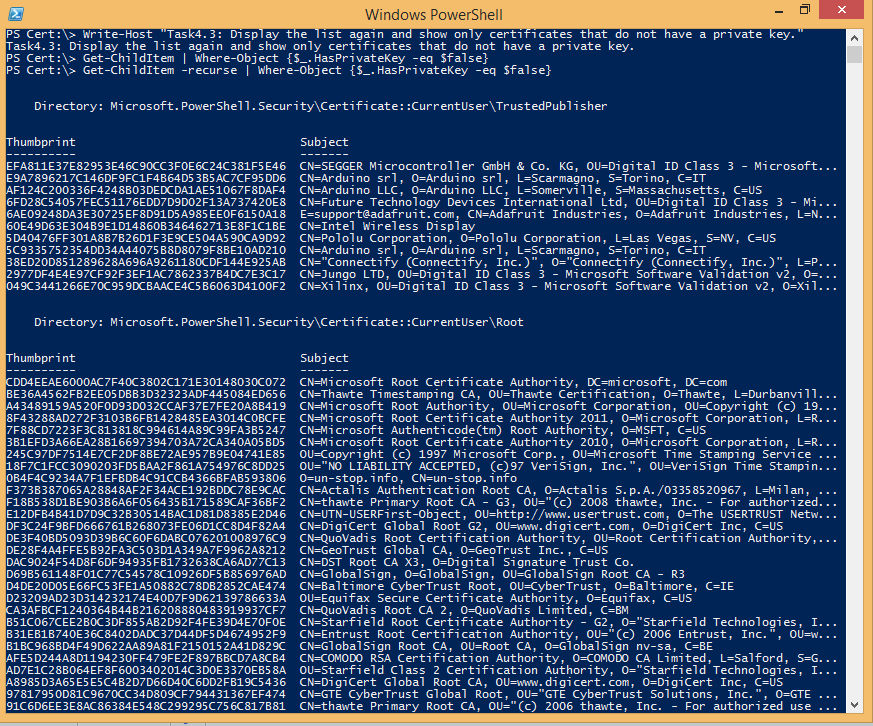 Windows PowerShell
PS Cert:\> Write-Host "Task4.3: Display the list again and show only certificates that do not have a private key."
Task4.3: Display the list again and show only certificates that do not have a private key.
PS Cert:\> Get-ChildItem | Where-Object {$_.HasPrivateKey -eq $false}
PS Cert:\> Get-ChildItem -recurse | Where-Object {$_.HasPrivateKey -eq $false}
Directory: Microsoft.PowerShell.Security\Certificate::CurrentUser\TrustedPublisher
Thumbprint Subject
---------- -------
EFA811E37E82953E46C90CC3F0E6C24C381F5E46 CN=SEGGER Microcontroller GmbH & Co. KG, OU=Digital ID Class 3 - Microsoft...
E9A7896217C146DF9FC1F4B64D53B5AC7CF95DD6 CN=Arduino srl, O=Arduino srl, L=Scarmagno, S=Torino, C=IT
AF124C200336F4248B03DEDCDA1AE51067F8DAF4 CN=Arduino LLC, O=Arduino LLC, L=Somerville, S=Massachusetts, C=US
6FD28C54057FEC51176EDD7D9D02F13A737420E8 CN=Future Technology Devices International Ltd, OU=Digital ID Class 3 - Mi...
6AE09248DA3E30725EF8D91D5A985EE0F6150A18 E=support@adafruit.com, CN=Adafruit Industries, O=Adafruit Industries, L=N...
60E49D63E304B9E1D14860B346462713E8F1C1BE CN=Intel Wireless Display
5D40476FF301A8B7B26D1F3E9CE504A590CA9D92 CN=Pololu Corporation, O=Pololu Corporation, L=Las Vegas, S=NV, C=US
5C9335752354DD34A44075B8D8079F8BE10AD210 CN=Arduino srl, O=Arduino srl, L=Scarmagno, S=Torino, C=IT
38ED20D851289628A696A9261180CDF144E925AB CN="Connectify (Connectify, Inc.)", O="Connectify (Connectify, Inc.)", L=P...
2977DF4E4E97CF92F3EF1AC7862337B4DC7E3C17 CN=Jungo LTD, OU=Digital ID Class 3 - Microsoft Software Validation v2, O=...
049C3441266E70C959DCBAACE4C5B6063D4100F2 CN=Xilinx, OU=Digital ID Class 3 - Microsoft Software Validation v2, O=Xil...
Directory: Microsoft.PowerShell.Security\Certificate::CurrentUser\Root
Thumbprint Subject
---------- -------
CDD4EEAE6000AC7F40C3802C171E30148030C072 CN=Microsoft Root Certificate Authority, DC=microsoft, DC=com
BE36A4562FB2EE05DBB3D32323ADF445084ED656 CN=Thawte Timestamping CA, OU=Thawte Certification, O=Thawte, L=Durbanvill...
A43489159A520F0D93D032CCAF37E7FE20A8B419 CN=Microsoft Root Authority, OU=Microsoft Corporation, OU=Copyright (c) 19...
8F43288AD272F3103B6FB1428485EA3014C0BCFE CN=Microsoft Root Certificate Authority 2011, O=Microsoft Corporation, L=R...
7F88CD7223F3C813818C994614A89C99FA3B5247 CN=Microsoft Authenticode(tm) Root Authority, O=MSFT, C=US
3B1EFD3A66EA28B16697394703A72CA340A05BD5 CN=Microsoft Root Certificate Authority 2010, O=Microsoft Corporation, L=R...
245C97DF7514E7CF2DF8BE72AE957B9E04741E85 OU=Copyright (c) 1997 Microsoft Corp., OU=Microsoft Time Stamping Service ...
18F7C1FCC3090203FD5BAA2F861A754976C8DD25 OU="NO LIABILITY ACCEPTED, (c)97 VeriSign, Inc.", OU=VeriSign Time Stampin...
0B4F4C9234A7F1EFBDB4C91CCB4366BFAB593806 O=un-stop.info, CN=un-stop.info
F373B387065A28848AF2F34ACE192BDDC78E9CAC CN=Actalis Authentication Root CA, O=Actalis S.p.A./03358520967, L=Milan, ...
F18B538D1BE903B6A6F056435B171589CAF36BF2 CN=thawte Primary Root CA - G3, OU="(c) 2008 thawte, Inc. - For authorized...
E12DFB4B41D7D9C32B30514BAC1D81D8385E2D46 CN=UTN-USERFirst-Object, OU=http://www.usertrust.com, O=The USERTRUST Netw...
DF3C24F9BFD666761B268073FE06D1CC8D4F82A4 CN=DigiCert Global Root G2, OU=www.digicert.com, O=DigiCert Inc, C=US
DE3F40BD5093D39B6C60F6DABC076201008976C9 CN=QuoVadis Root Certification Authority, OU=Root Certification Authority,...
DE28F4A4FFE5B92FA3C503D1A349A7F9962A8212 CN=GeoTrust Global CA, O=GeoTrust Inc., C=US
DAC9024F54D8F6DF94935FB1732638CA6AD77C13 CN=DST Root CA X3, O=Digital Signature Trust Co.
D69B561148F01C77C54578C10926DF5B856976AD CN=GlobalSign, O=GlobalSign, OU=GlobalSign Root CA - R3
D4DE20D05E66FC53FE1A50882C78DB2852CAE474 CN=Baltimore CyberTrust Root, OU=CyberTrust, O=Baltimore, C=IE
D23209AD23D314232174E40D7F9D62139786633A OU=Equifax Secure Certificate Authority, O=Equifax, C=US
CA3AFBCF1240364B44B216208880483919937CF7 CN=QuoVadis Root CA 2, O=QuoVadis Limited, C=BM
B51C067CEE2B0C3DF855AB2D92F4FE39D4E70F0E CN=Starfield Root Certificate Authority - G2, O="Starfield Technologies, I...
B31EB1B740E36C8402DADC37D44DF5D4674952F9 CN=Entrust Root Certification Authority, OU="(c) 2006 Entrust, Inc.", OU=w...
B1BC968BD4F49D622AA89A81F2150152A41D829C CN=GlobalSign Root CA, OU=Root CA, O=GlobalSign nv-sa, C=BE
AFE5D244A8D1194230FF479FE2F897BBCD7A8CB4 CN=COMODO RSA Certification Authority, O=COMODO CA Limited, L=Salford, S=G...
AD7E1C28B064EF8F6003402014C3D0E3370EB58A OU=Starfield Class 2 Certification Authority, O="Starfield Technologies, I...
A8985D3A65E5E5C4B2D7D66D40C6DD2FB19C5436 CN=DigiCert Global Root CA, OU=www.digicert.com, O=DigiCert Inc, C=US
97817950D81C9670CC34D809CF794431367EF474 CN=GTE CyberTrust Global Root, OU="GTE CyberTrust Solutions, Inc.", O=GTE ...
91C6D6EE3E8AC86384E548C299295C756C817B81 CN=thawte Primary Root CA, OU="(c) 2006 thawte, Inc. - For authorized use ...